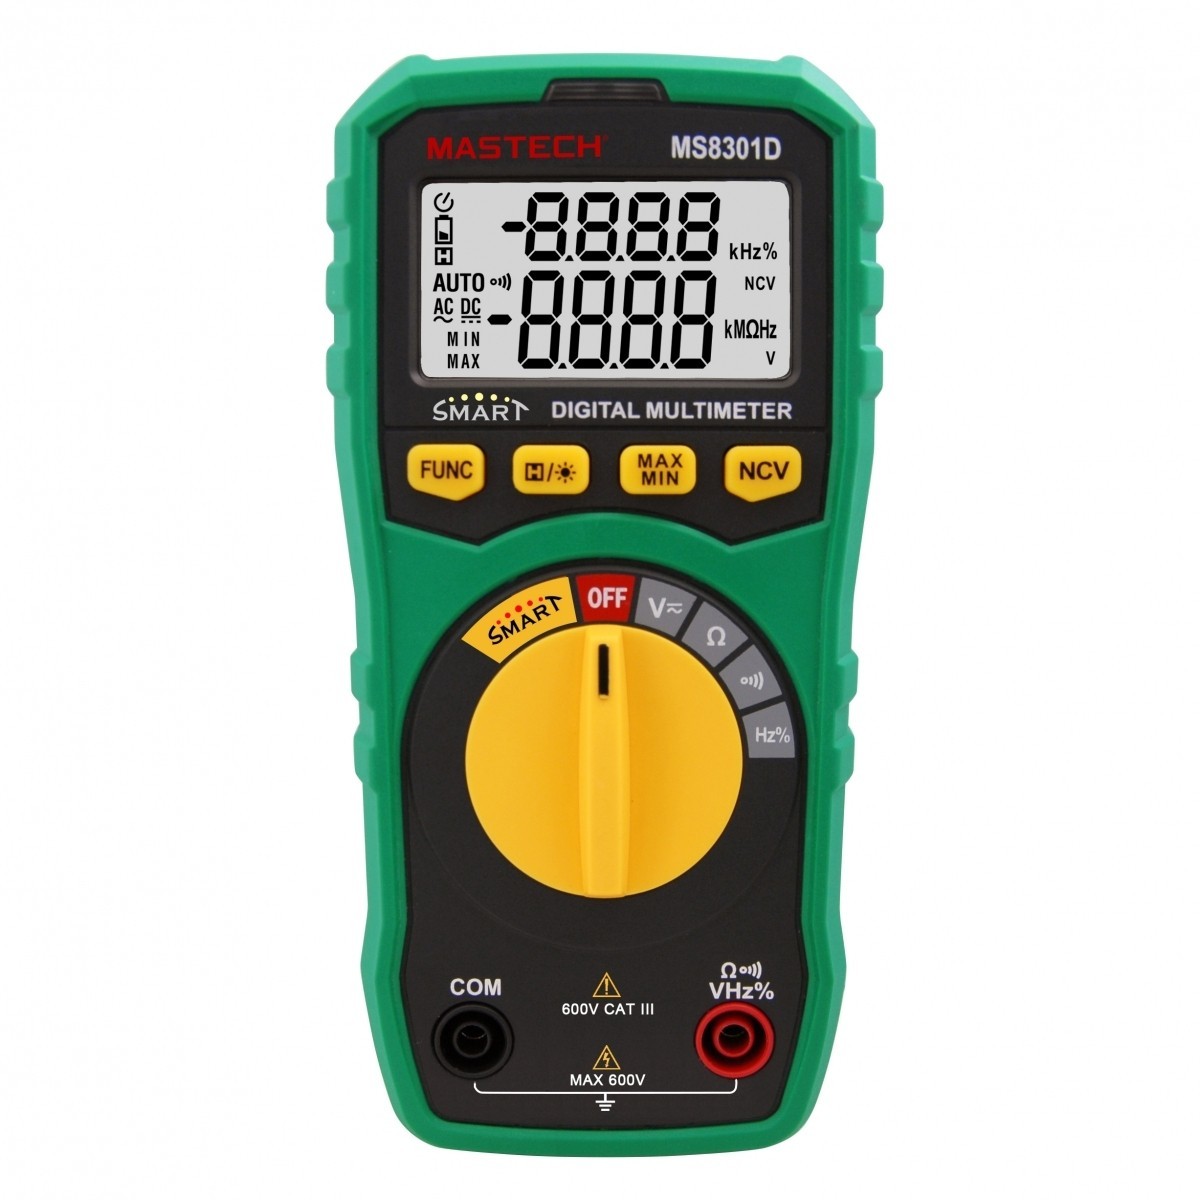 MASTECH MS8301D
-8.8.8.8 kHz%
NCV
AUTO
AC DC -8.8.8.8 kMΩHz
MIN
MAX V
SMART DIGITAL MULTIMETER
FUNC H/ MAX MIN NCV
SMART OFF V Ω Hz%
COM Ω
VHz%
600V CAT III
MAX 600V